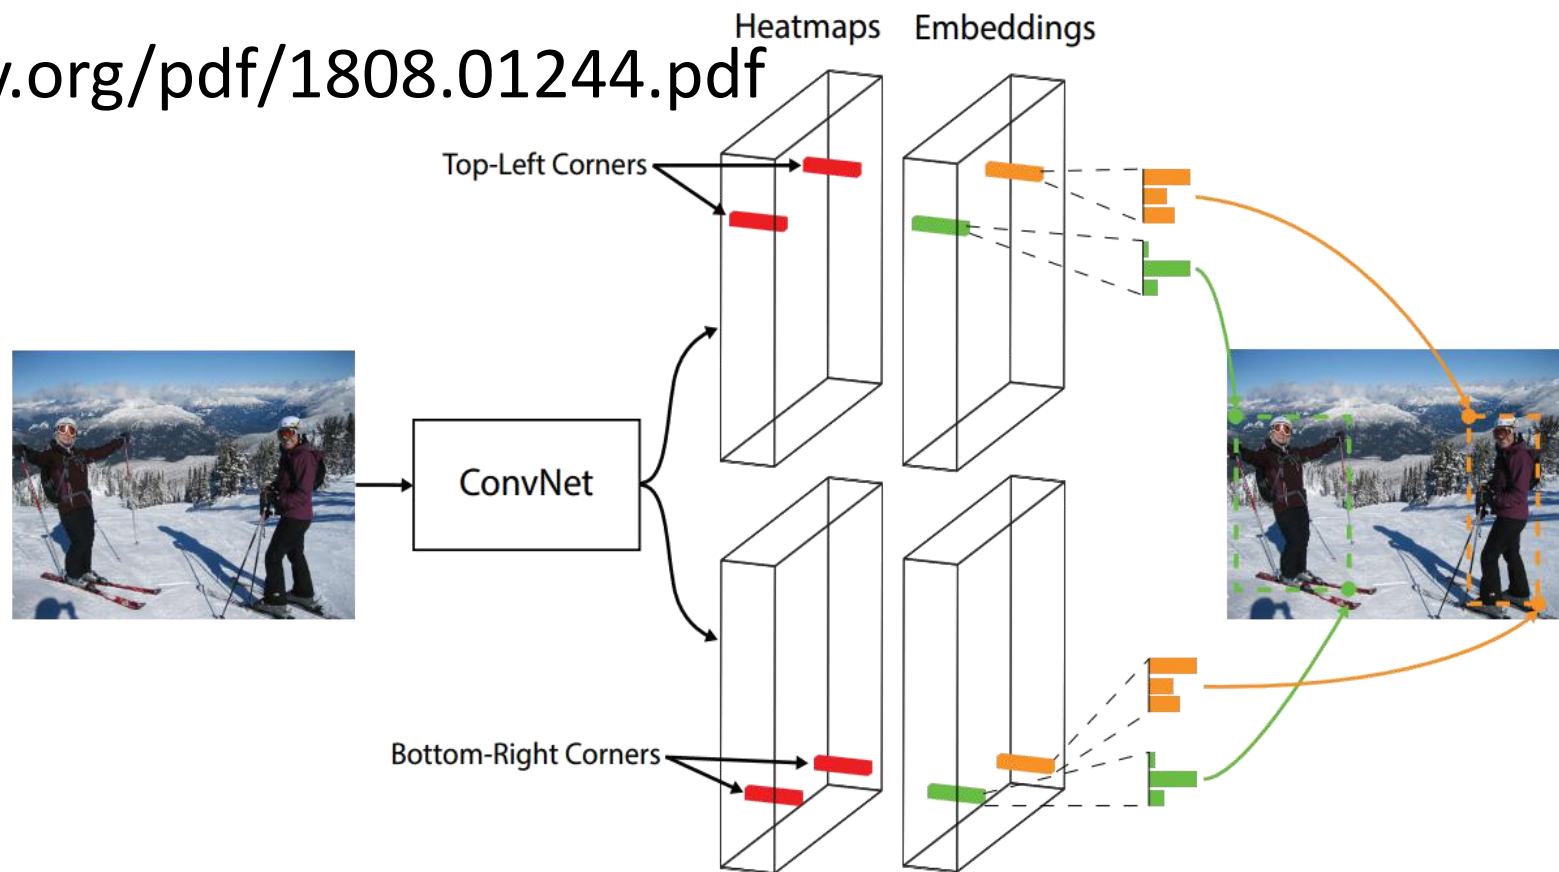 Heatmaps Embeddings
v.org/pdf/1808.01244.pdf
Top-Left Corners
ConvNet
Bottom-Right Corners